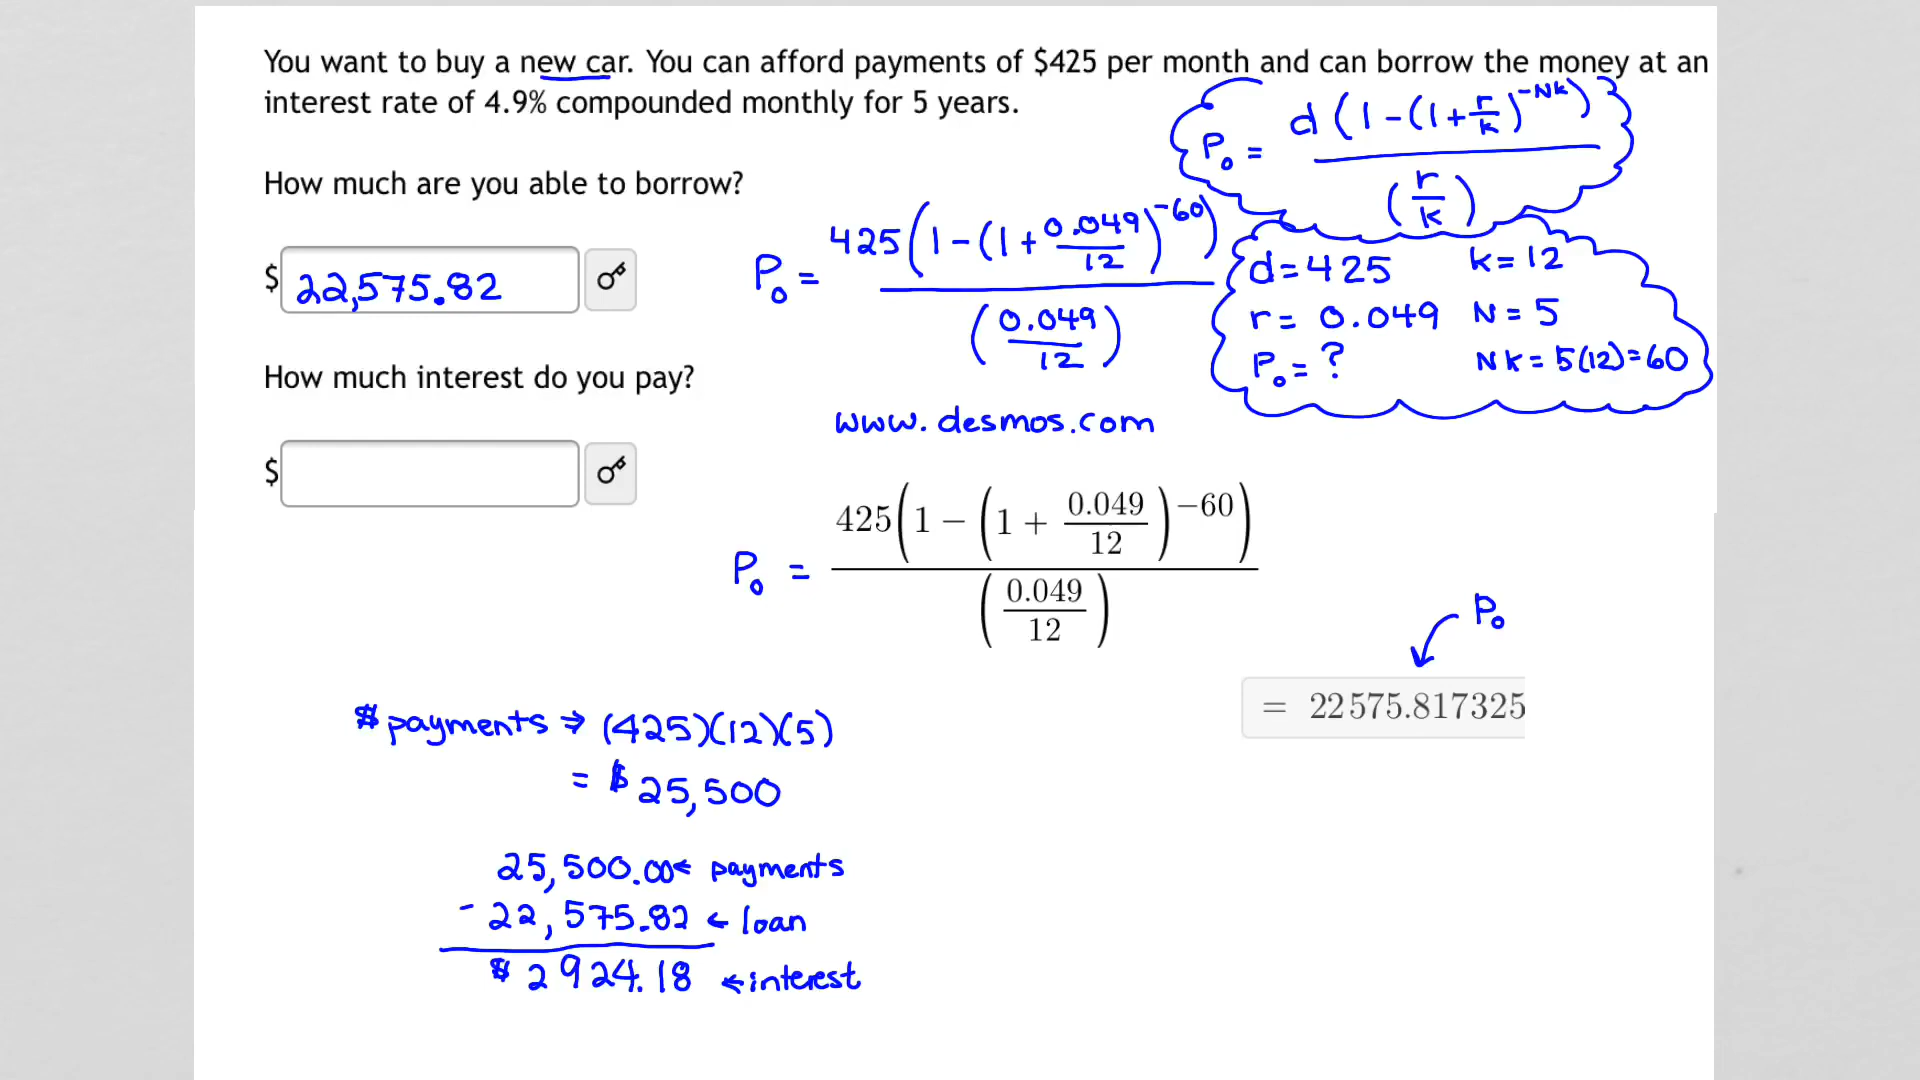 You want to buy a new car. You can afford payments of $425 per month and can borrow the money at an
interest rate of 4.9% compounded monthly for 5 years.
P₀ = d(1-(1+r/k)^-Nk) / (r/k)
How much are you able to borrow?
$ 22,575.82
P₀ = 425(1-(1+0.049/12)^-60) / (0.049/12)
d=425 k=12
r= 0.049 N=5
P₀=? Nk=5(12)=60
How much interest do you pay?
$
www.desmos.com
P₀ = 425(1-(1+0.049/12)^-60) / (0.049/12)
P₀
= 22575.817325
$ payments → (425)(12)(5)
= $ 25,500
25,500.00 ← payments
- 22,575.82 ← loan
$ 2924.18 ← interest